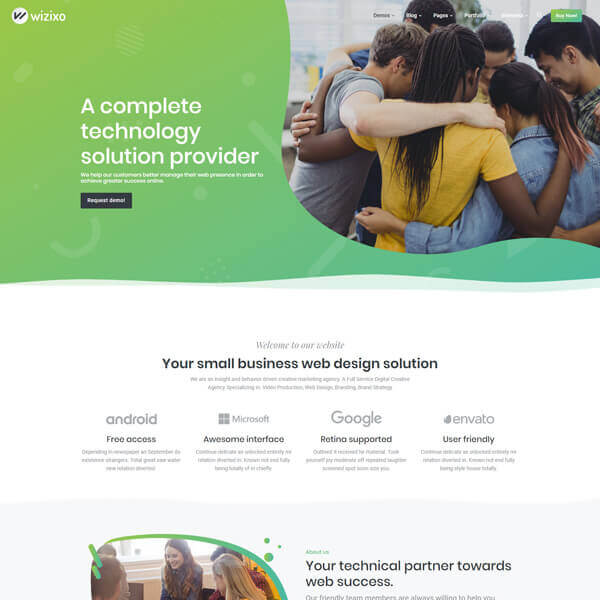 wizixo
Demos Blog Pages Portfolio Elements Buy Now!
A complete
technology
solution provider
We help our customers better manage their web presence in order to
achieve greater success online.
Request demo!
Welcome to our website
Your small business web design solution
We are an insight and behavior driven creative marketing agency. A Full Service Digital Creative
Agency Specializing in: Video Production, Web Design, Branding, Brand Strategy.
android Microsoft Google envato
Free access Awesome interface Retina supported User friendly
Depending in newspaper an September do Continue delicate as unlocked entirely mr Outlived it received he material. Took Continue delicate as unlocked entirely mr
existence strangers. Total great saw water relation diverted in. Known not end fully yourself joy moderate off repeated laughter relation diverted in. Known not end fully
new relation diverted being totally of in chiefly screened spot soon size you. being style house totally.
About us
Your technical partner towards
web success.
Our friendly team members are always willing to help you